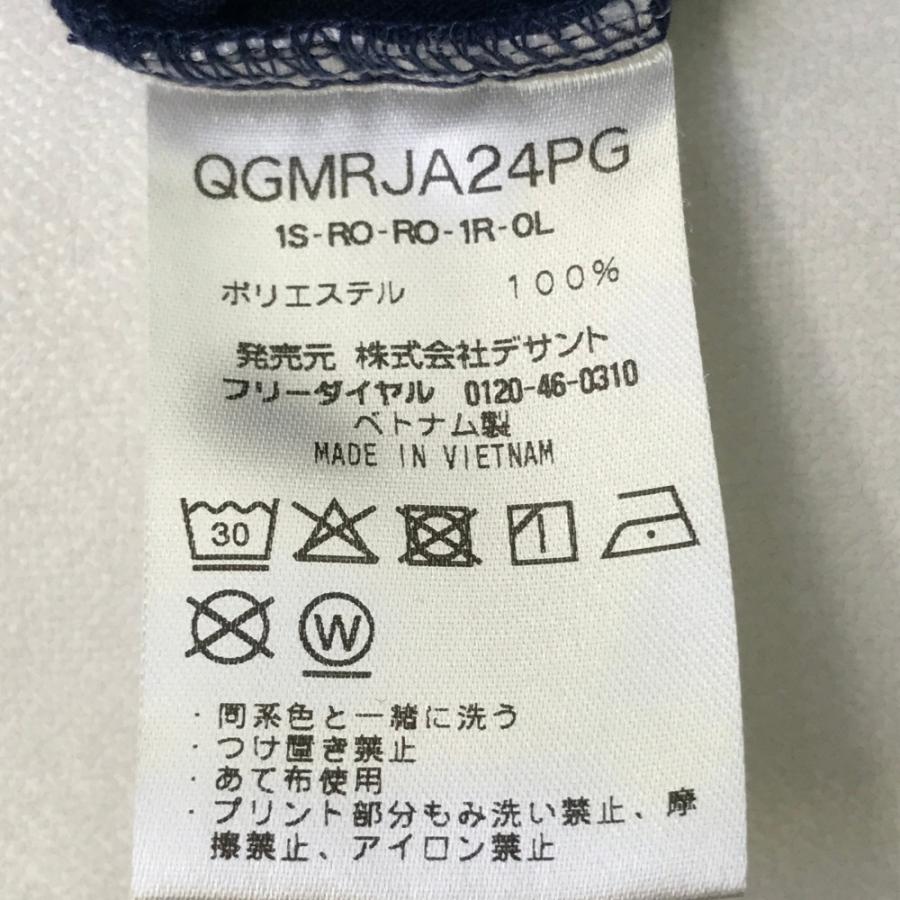 QGMRJA24PG
1S-RO-RO-1R-0L
ポリエステル 100%
発売元 株式会社デサント
フリーダイヤル 0120-46-0310
ベトナム製
MADE IN VIETNAM
30
W
・同系色と一緒に洗う
・つけ置き禁止
・あて布使用
・プリント部分もみ洗い禁止、摩
擦禁止、アイロン禁止